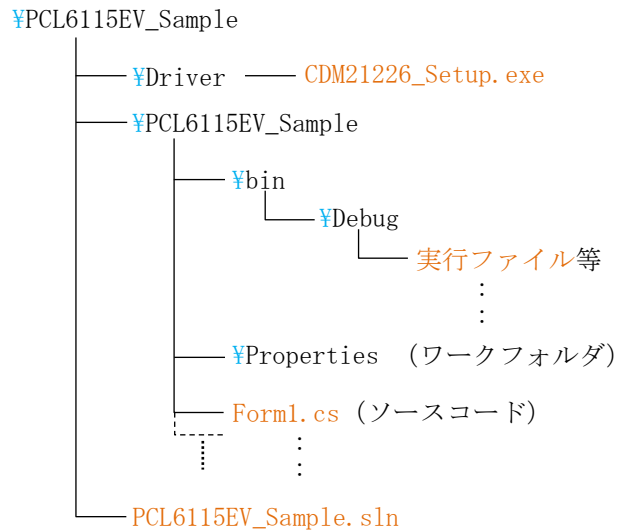 ¥PCL6115EV_Sample
¥Driver CDM21226_Setup.exe
¥PCL6115EV_Sample
¥bin
¥Debug
実行ファイル等
:
:
¥Properties (ワークフォルダ)
Form1.cs (ソースコード)
:
:
PCL6115EV_Sample.sln